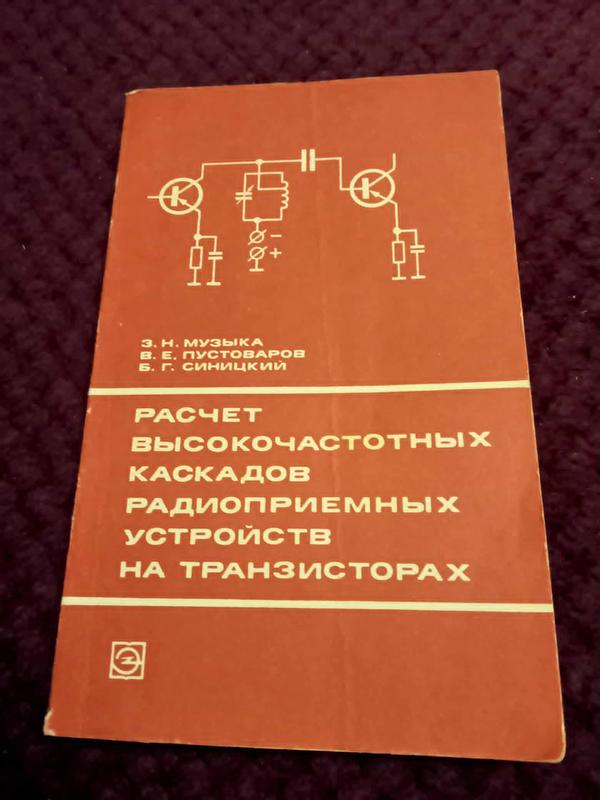 −
+
З. Н. МУЗЫКА
В. Е. ПУСТОВАРОВ
Б. Г. СИНИЦКИЙ
РАСЧЕТ
ВЫСОКОЧАСТОТНЫХ
КАСКАДОВ
РАДИОПРИЕМНЫХ
УСТРОЙСТВ
НА ТРАНЗИСТОРАХ